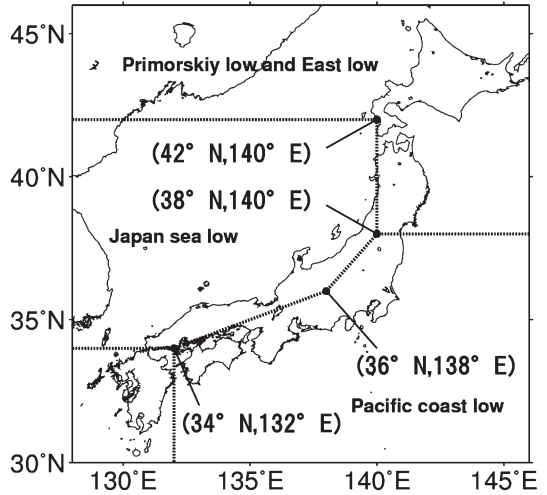 45°N
Primorskiy low and East low
(42° N,140° E)
40°N
(38° N,140° E)
Japan sea low
35°N
(36° N,138° E)
Pacific coast low
(34° N,132° E)
30°N
130°E 135°E 140°E 145°E